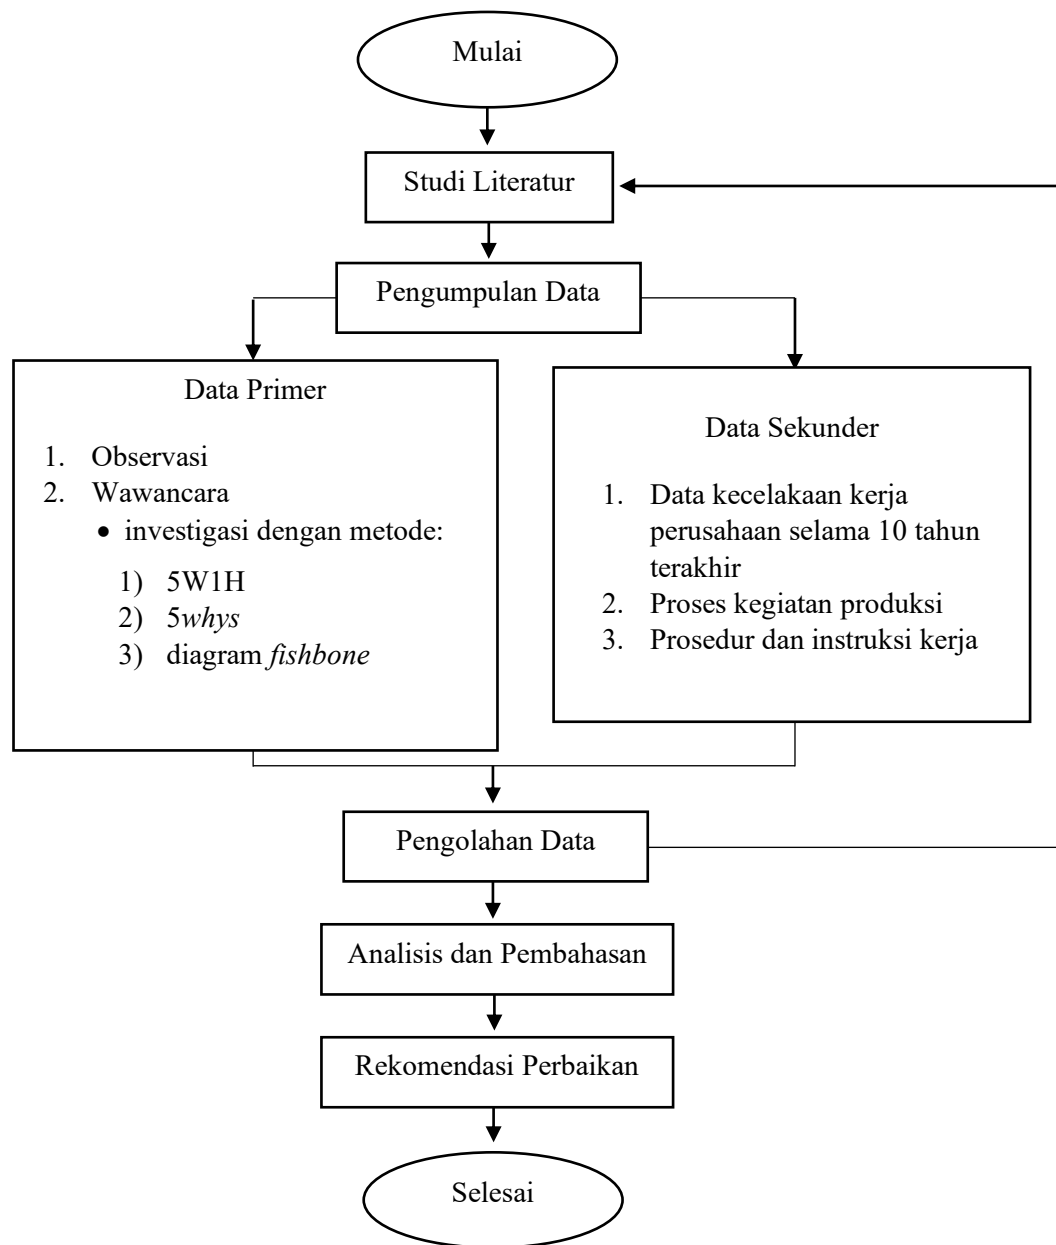 Mulai
Studi Literatur
Pengumpulan Data
Data Primer
1. Observasi
2. Wawancara
• investigasi dengan metode:
1) 5W1H
2) 5whys
3) diagram fishbone
Data Sekunder
1. Data kecelakaan kerja
perusahaan selama 10 tahun
terakhir
2. Proses kegiatan produksi
3. Prosedur dan instruksi kerja
Pengolahan Data
Analisis dan Pembahasan
Rekomendasi Perbaikan
Selesai